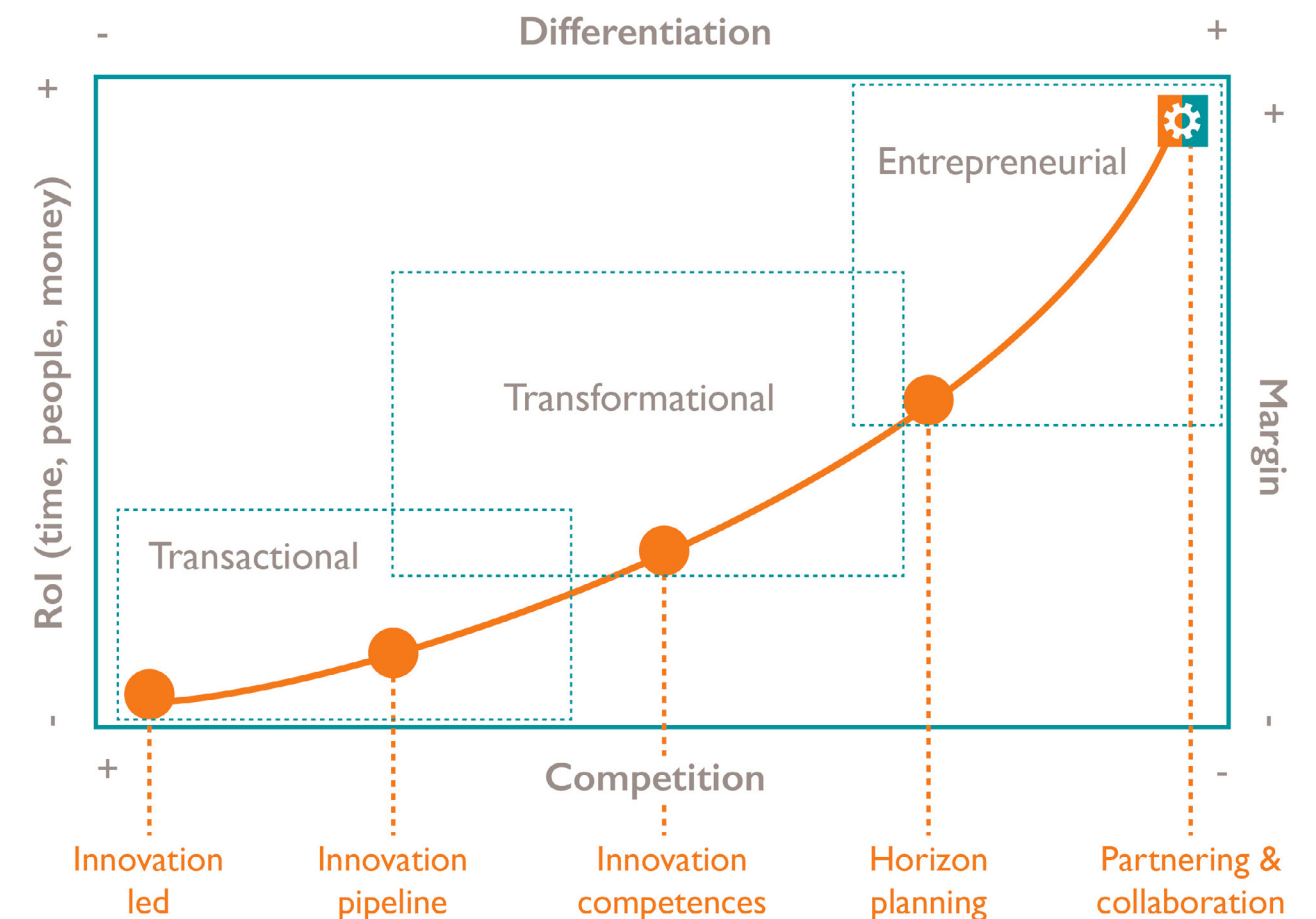 - Differentiation +
+
+
Entrepreneurial
RoI (time, people, money)
Transformational
Margin
Transactional
-
-
+ Competition -
Innovation Innovation Innovation Horizon Partnering &
led pipeline competences planning collaboration